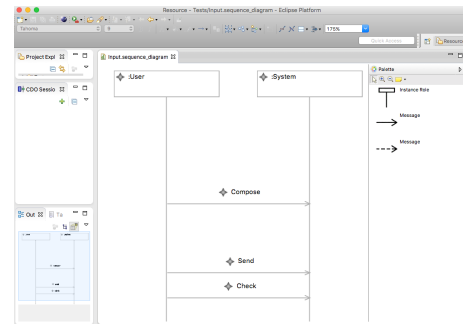 Resource - Tests/Input.sequence_diagram - Eclipse Platform
Tahoma
9
175%
Quick Access
Resource
Project Expl
CDO Sessio
Out
Ta
Input.sequence_diagram
:User
:System
Compose
Send
Check
Palette
Instance Role
Message
Message